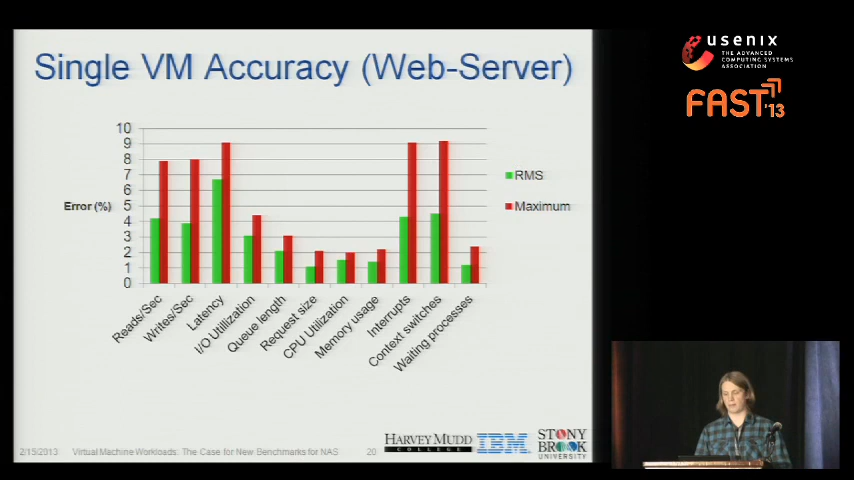 Single VM Accuracy (Web-Server)
10
9
8
7
6
5
4
3
2
1
0
Error (%)
RMS
Maximum
Reads/Sec
Writes/Sec
Latency
I/O Utilization
Queue length
Request size
CPU Utilization
Memory usage
Interrupts
Context switches
Waiting processes
2/15/2013
Virtual Machine Workloads: The Case for New Benchmarks for NAS
20
HARVEY MUDD
COLLEGE
IBM
STONY
BROOK
UNIVERSITY
usenix
THE ADVANCED
COMPUTING SYSTEMS
ASSOCIATION
FAST '13